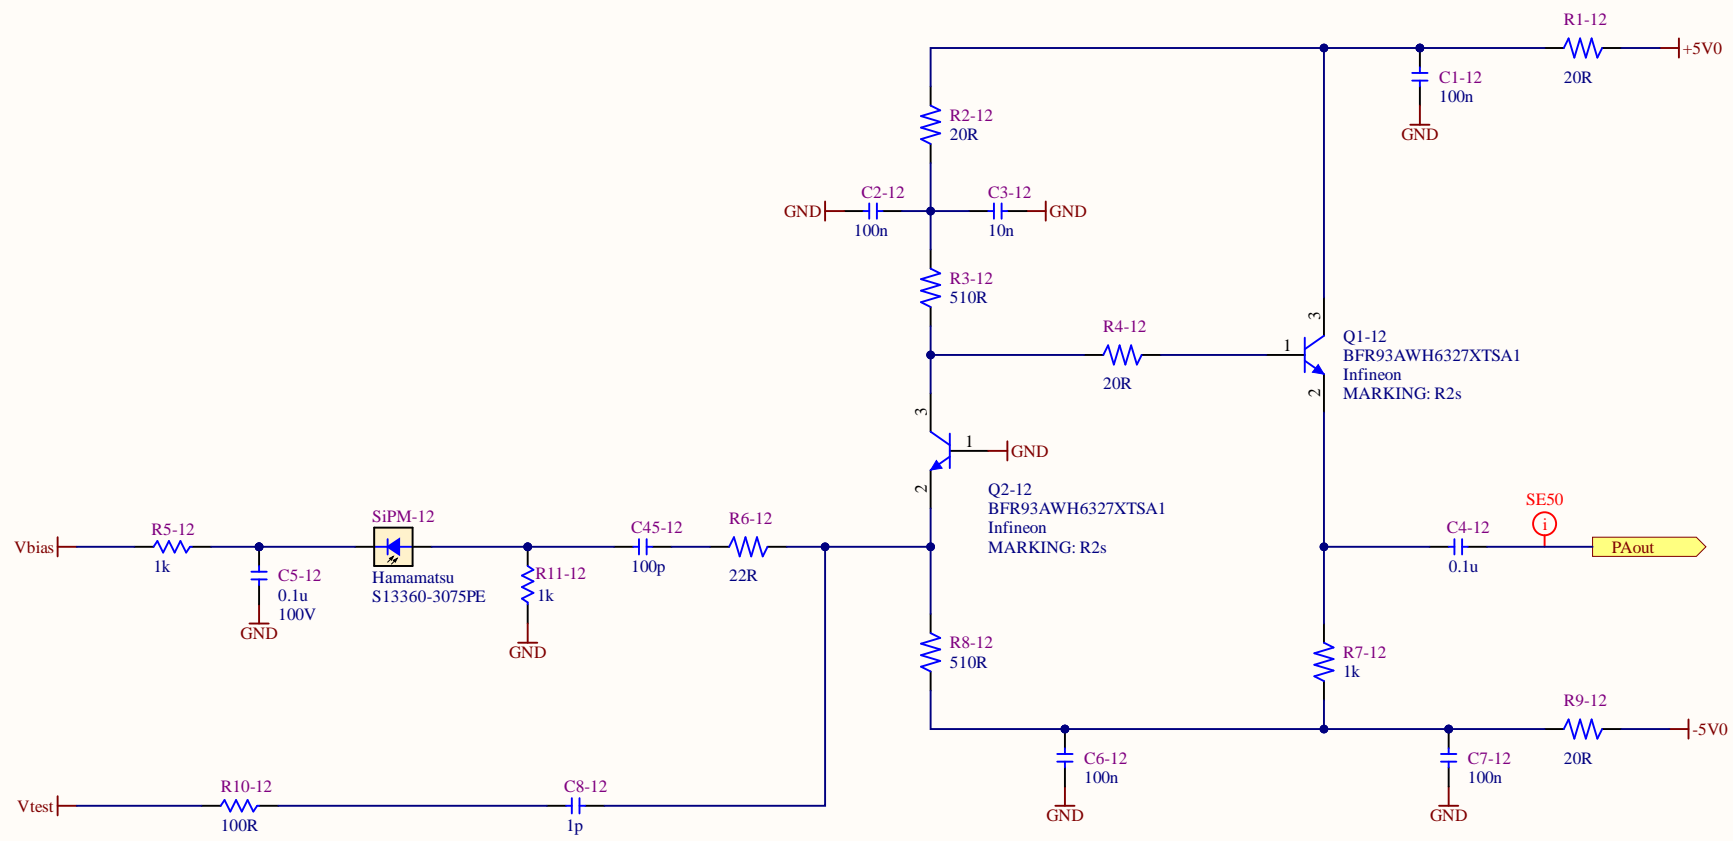 R1-12
+5V0
20R
C1-12
100n
GND
R2-12
20R
C2-12
C3-12
GND
GND
100n
10n
R3-12
510R
R4-12
20R
3
1
2
Q1-12
BFR93AWH6327XTSA1
Infineon
MARKING: R2s
3
1
GND
2
Q2-12
BFR93AWH6327XTSA1
Infineon
MARKING: R2s
Vbias
R5-12
1k
C5-12
0.1u
100V
GND
SiPM-12
Hamamatsu
S13360-3075PE
R11-12
1k
GND
C45-12
100p
R6-12
22R
SE50
i
C4-12
0.1u
PAout
R8-12
510R
R7-12
1k
R9-12
-5V0
20R
C6-12
100n
GND
C7-12
100n
GND
Vtest
R10-12
100R
C8-12
1p